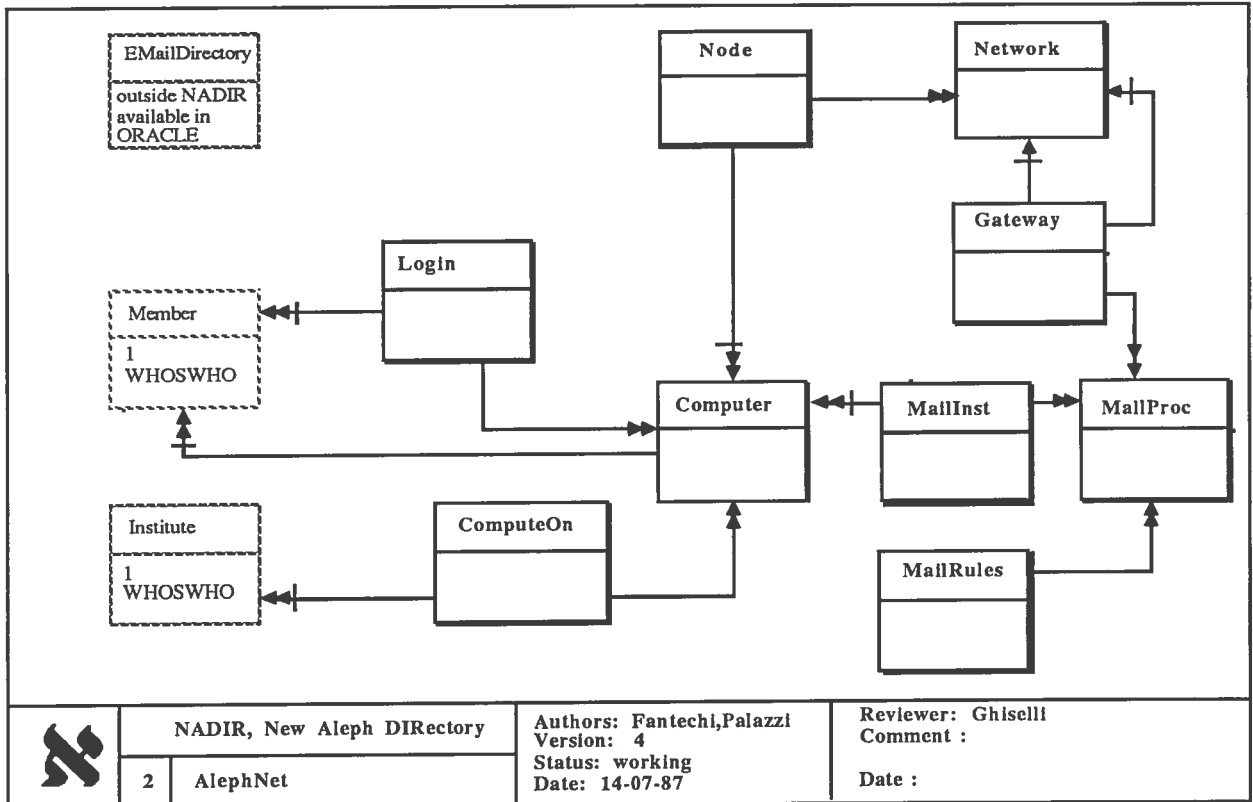 EMailDirectory
outside NADIR
available in
ORACLE
Node
Network
Gateway
Login
Member
1
WHOSWHO
Computer
MailInst
MailProc
Institute
1
WHOSWHO
ComputeOn
MailRules
א
NADIR, New Aleph DIRectory
2
AlephNet
Authors: Fantechi,Palazzi
Version: 4
Status: working
Date: 14-07-87
Reviewer: Ghiselli
Comment :
Date :